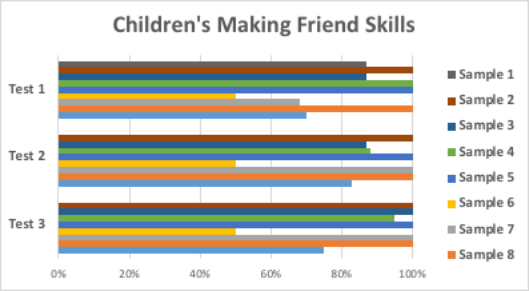 Children's Making Friend Skills
Test 1
Test 2
Test 3
0%
20%
40%
60%
80%
100%
Sample 1
Sample 2
Sample 3
Sample 4
Sample 5
Sample 6
Sample 7
Sample 8